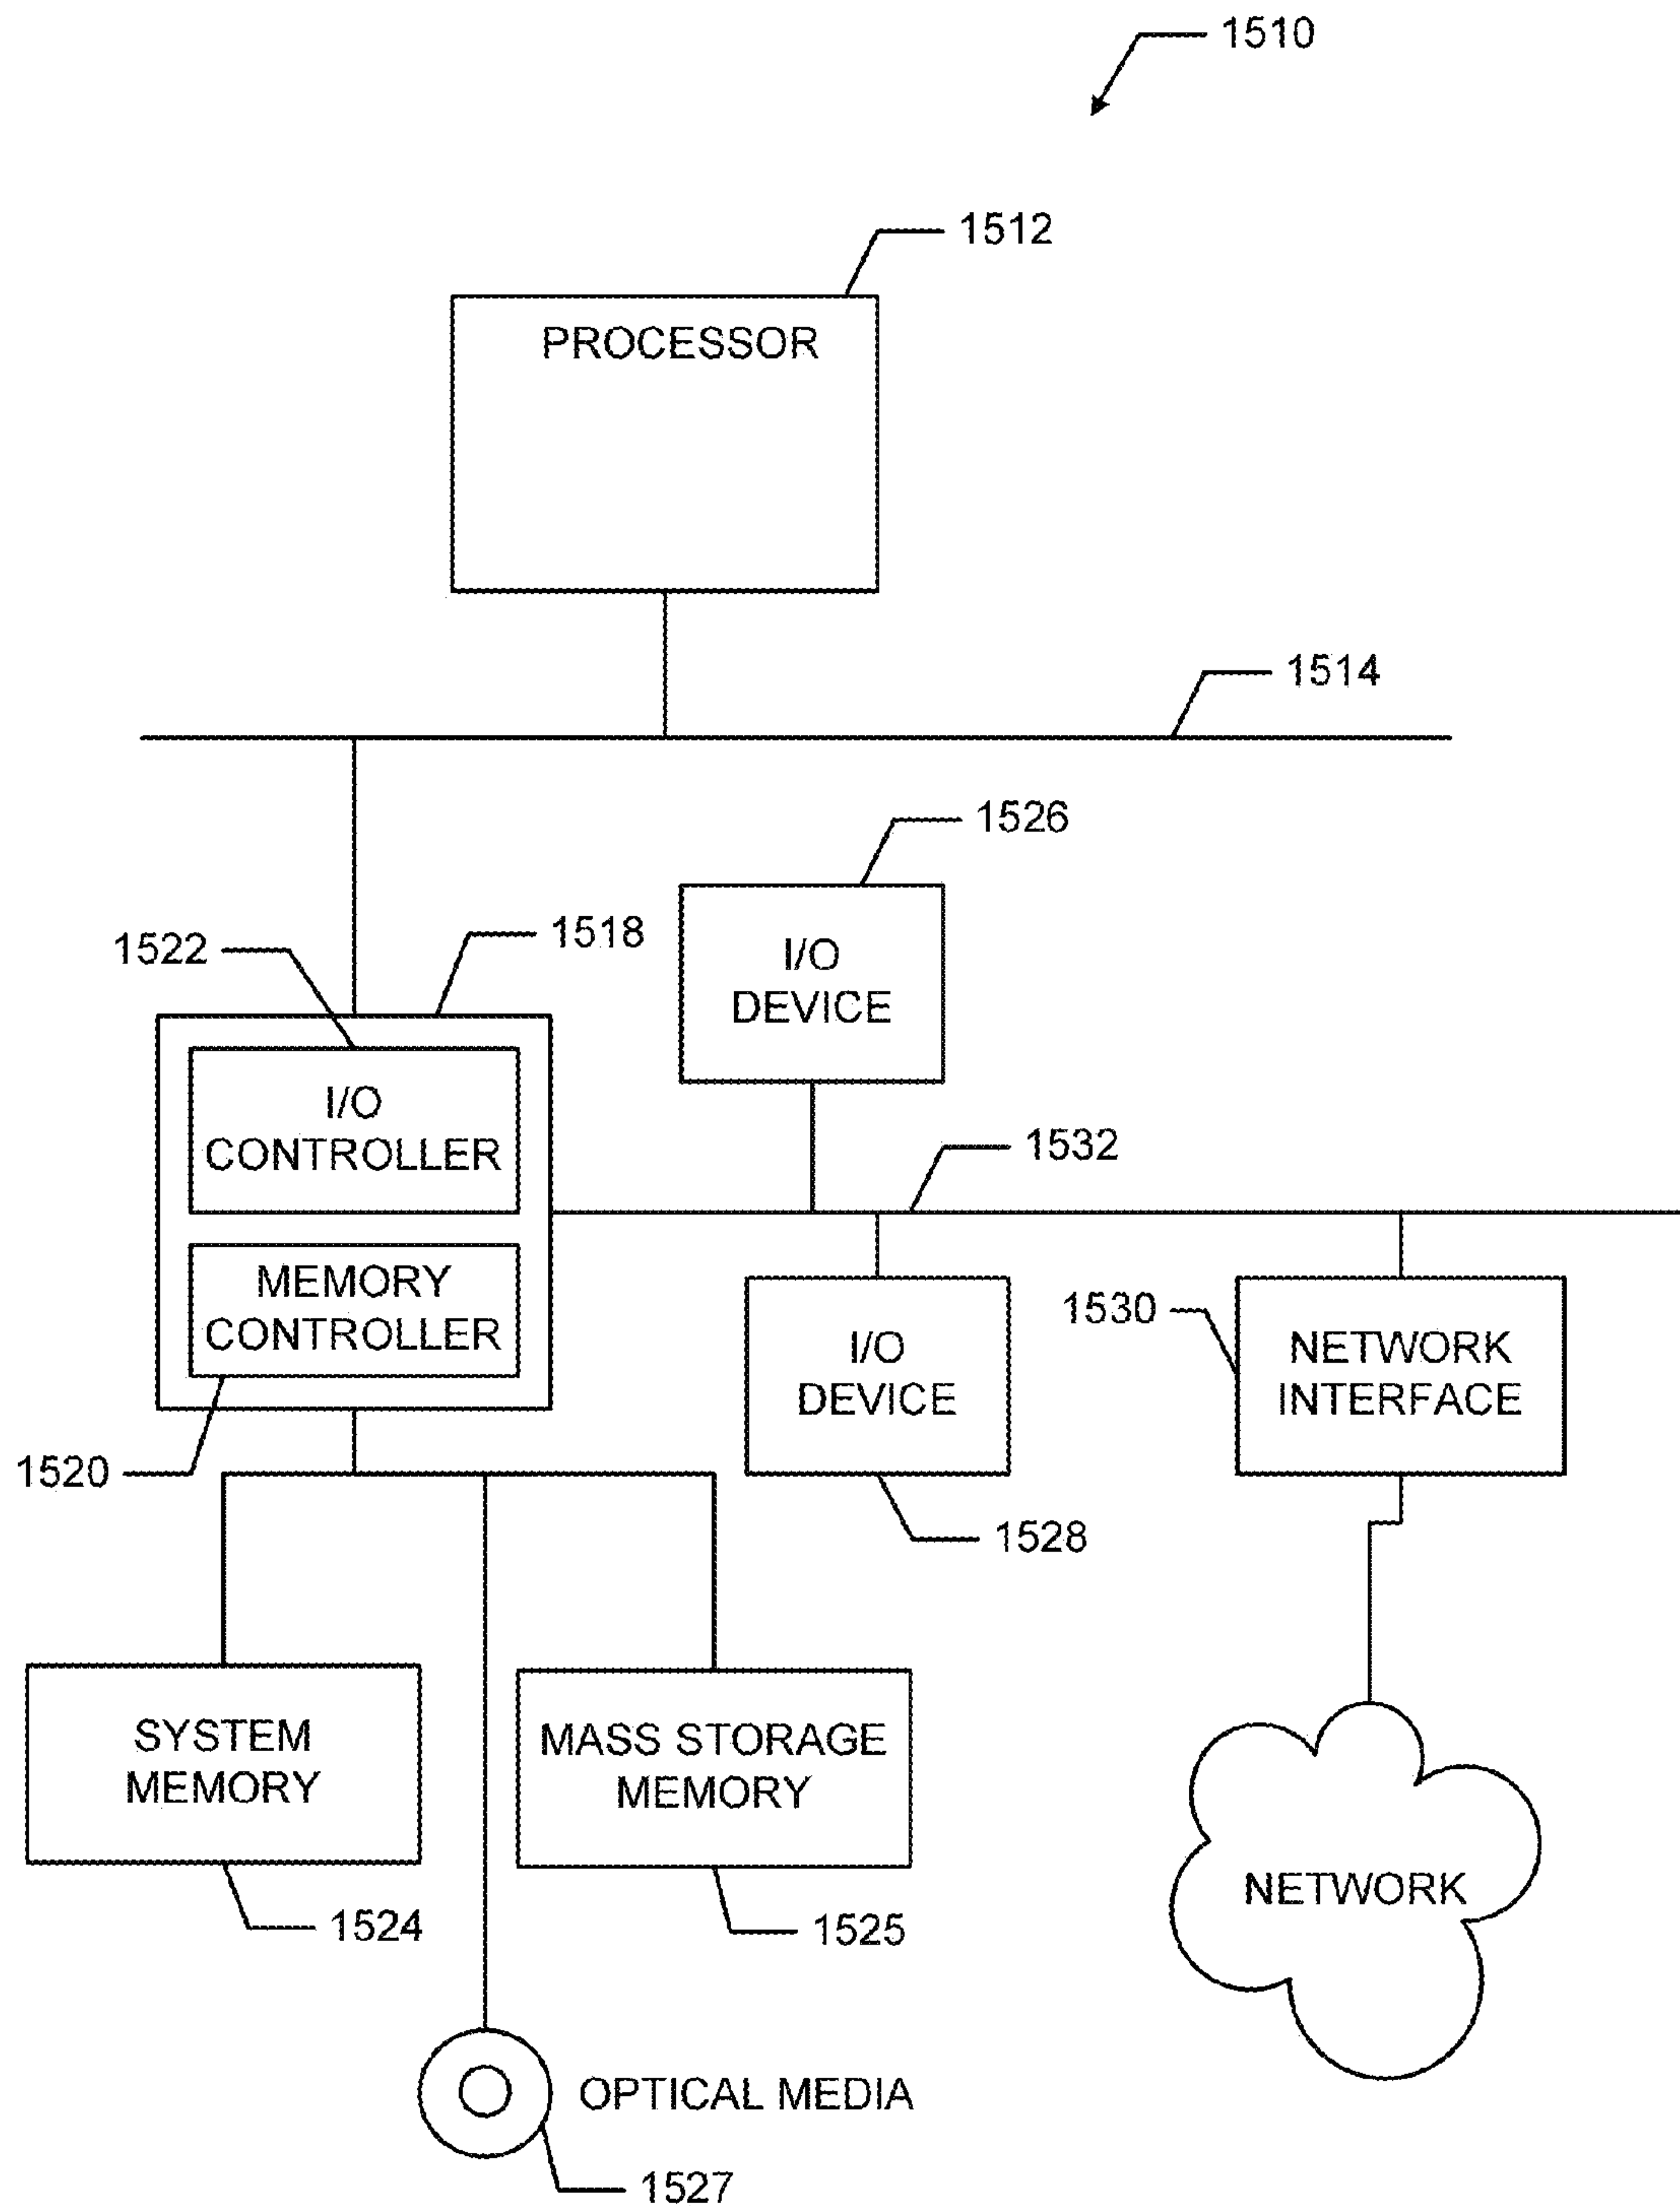 1510
1512
PROCESSOR
1514
1526
1518
1522
I/O
DEVICE
I/O
CONTROLLER
1532
MEMORY
CONTROLLER
1530
I/O
DEVICE
NETWORK
INTERFACE
1520
1528
SYSTEM
MEMORY
MASS STORAGE
MEMORY
NETWORK
1524
1525
OPTICAL MEDIA
1527